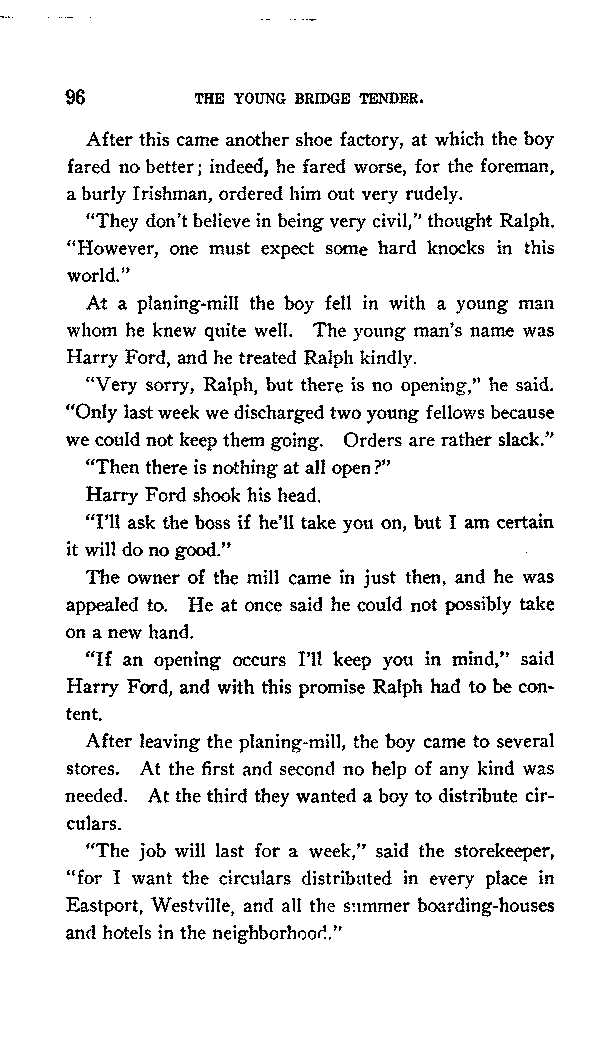 96 THE YOUNG BRIDGE TENDER.
After this came another shoe factory, at which the boy
fared no better; indeed, he fared worse, for the foreman,
a burly Irishman, ordered him out very rudely.
"They don't believe in being very civil," thought Ralph.
"However, one must expect some hard knocks in this
world."
At a planing-mill the boy fell in with a young man
whom he knew quite well. The young man's name was
Harry Ford, and he treated Ralph kindly.
"Very sorry, Ralph, but there is no opening," he said.
"Only last week we discharged two young fellows because
we could not keep them going. Orders are rather slack."
"Then there is nothing at all open?"
Harry Ford shook his head.
"I'll ask the boss if he'll take you on, but I am certain
it will do no good."
The owner of the mill came in just then, and he was
appealed to. He at once said he could not possibly take
on a new hand.
"If an opening occurs I'll keep you in mind," said
Harry Ford, and with this promise Ralph had to be con-
tent.
After leaving the planing-mill, the boy came to several
stores. At the first and second no help of any kind was
needed. At the third they wanted a boy to distribute cir-
culars.
"The job will last for a week," said the storekeeper,
"for I want the circulars distributed in every place in
Eastport, Westville, and all the summer boarding-houses
and hotels in the neighborhood."